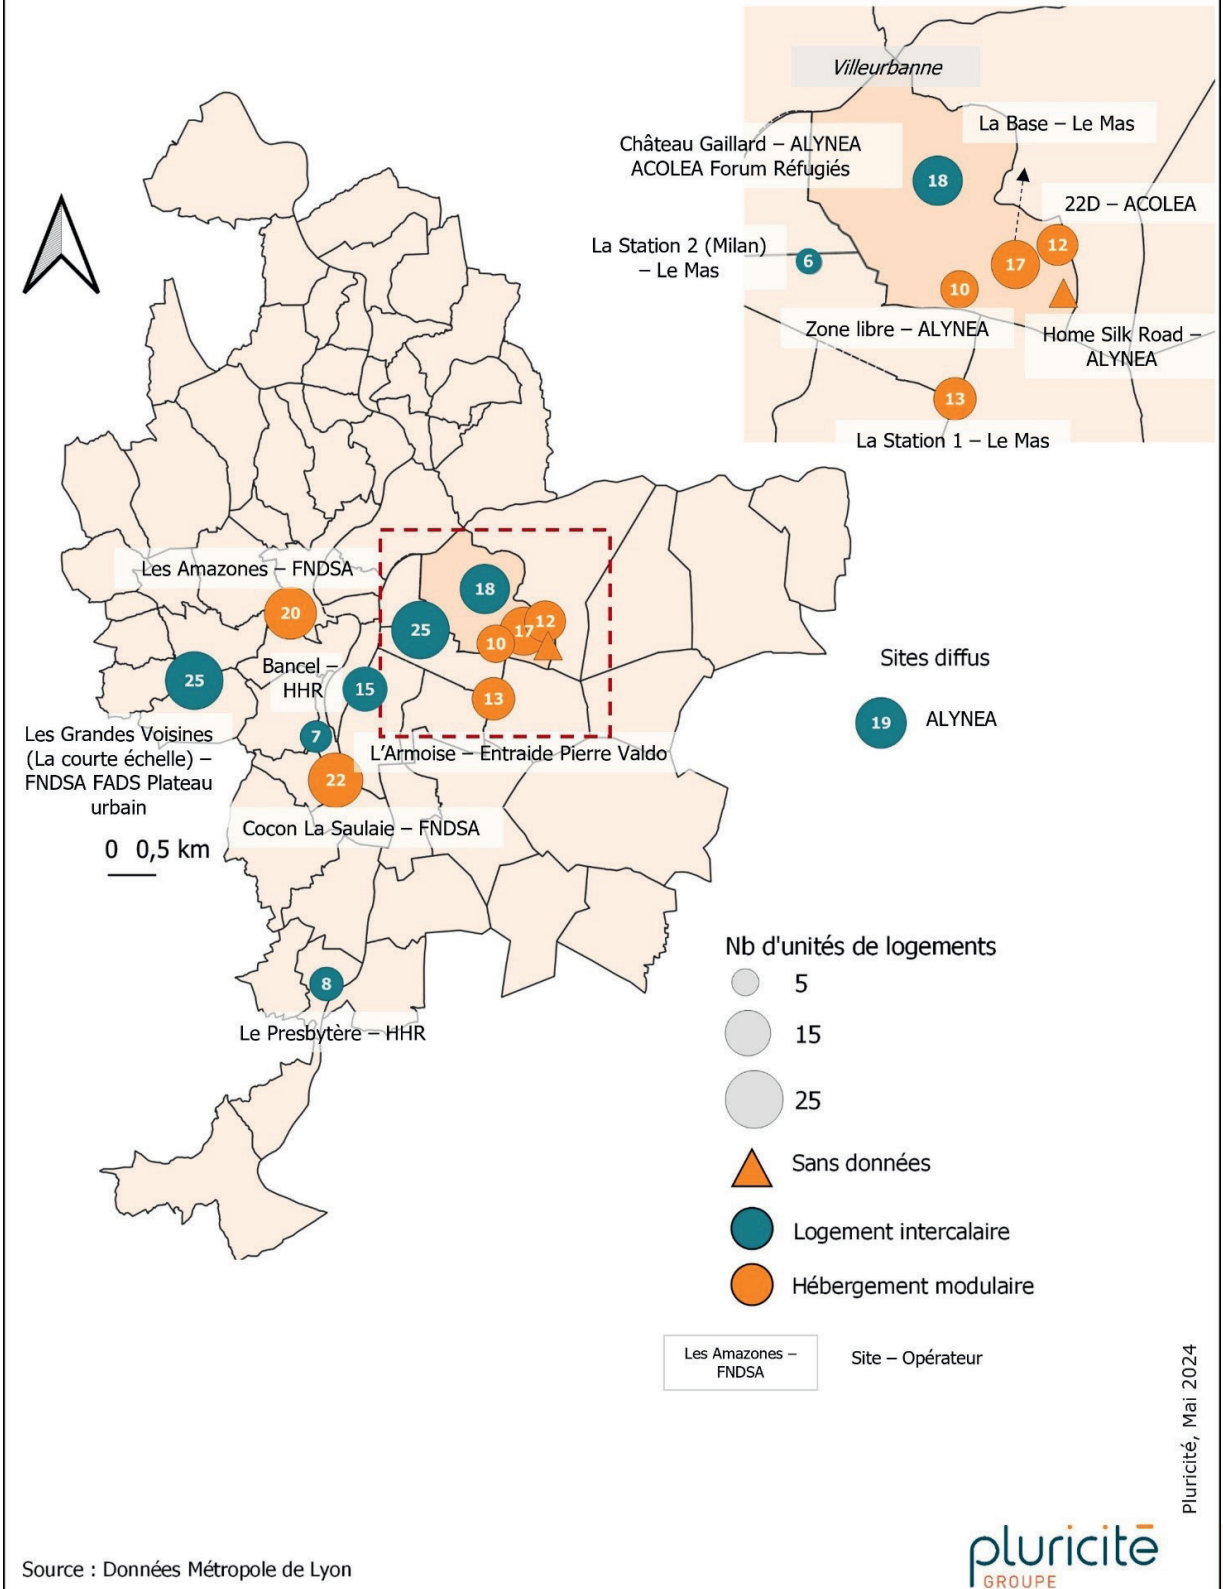 Villeurbanne
La Base – Le Mas
Château Gaillard – ALYNEA
ACOLEA Forum Réfugiés
18
22D – ACOLEA
La Station 2 (Milan)
– Le Mas
6
12
17
10
Zone libre – ALYNEA
Home Silk Road –
ALYNEA
13
La Station 1 – Le Mas
Les Amazones – FNDSA
20
18
25
12
17
10
13
25
Bancel –
HHR
15
7
Les Grandes Voisines
(La courte échelle) –
FNDSA FADS Plateau
urbain
L'Armoise – Entraide Pierre Valdo
22
Cocon La Saulaie – FNDSA
0 0,5 km
Sites diffus
19
ALYNEA
8
Le Presbytère – HHR
Nb d'unités de logements
5
15
25
Sans données
Logement intercalaire
Hébergement modulaire
Les Amazones –
FNDSA
Site – Opérateur
Pluricité, Mai 2024
Source : Données Métropole de Lyon
pluricité
GROUPE